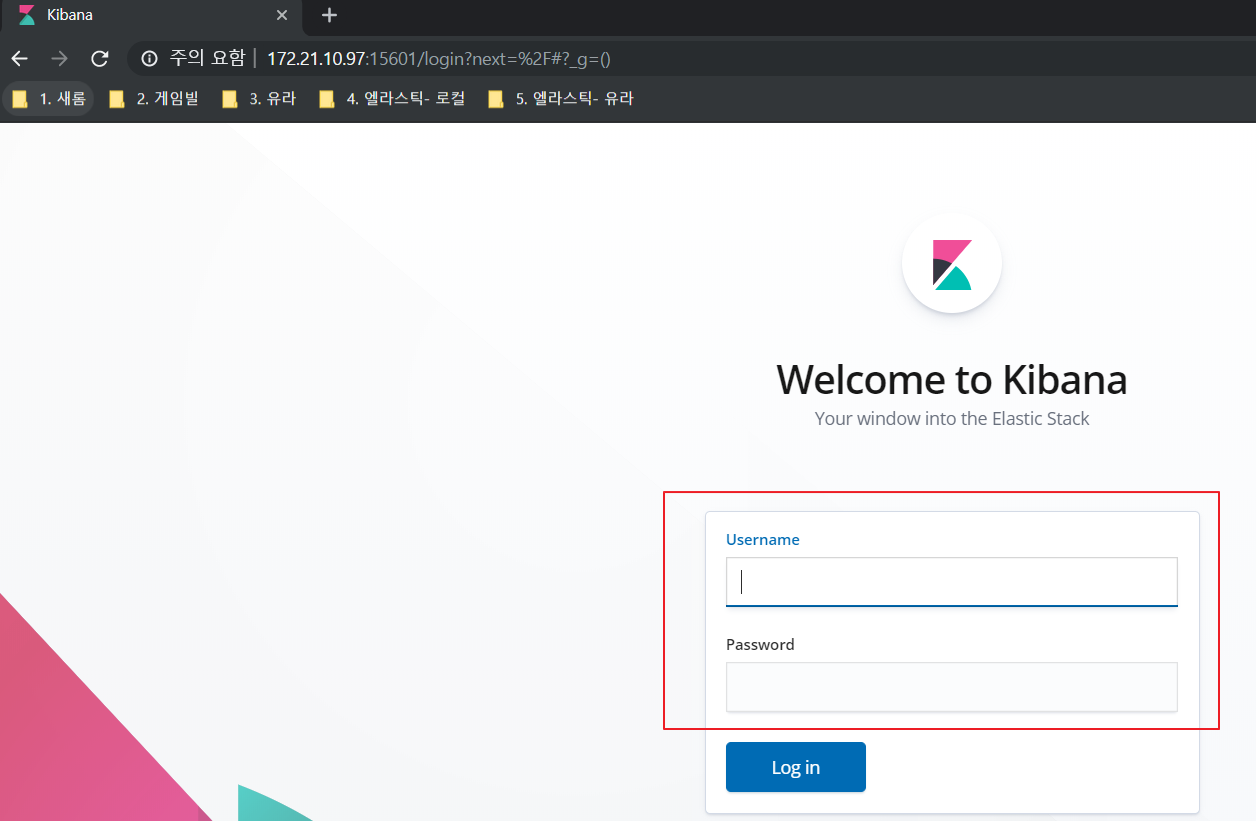 Kibana
주의 요함 172.21.10.97:15601/login?next=%2F#?_g=()
1. 새롬 2. 게임빌 3. 유라 4. 엘라스틱- 로컬 5. 엘라스틱- 유라
Welcome to Kibana
Your window into the Elastic Stack
Username
Password
Log in